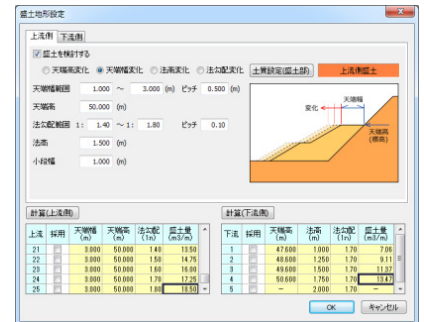 盛土地形設定
上流側 下流側
盛土を検討する
天端高変化 天端幅変化 法高変化 法勾配変化 土質設定(盛土部) 上流側盛土
天端幅範囲 1.000 ～ 3.000 (m) ピッチ 0.500 (m)
天端高 50.000 (m)
法勾配範囲 1: 1.40 ～ 1: 1.80 ピッチ 0.10
法高 1.500 (m)
小段幅 1.000 (m)
変化 天端幅
天端高
(標高)
計算(上流側) 計算(下流側)
上流 採用 天端幅(m) 天端高(m) 法勾配(1n) 盛土量(m3/m)
21 3.000 50.000 1.40 13.50
22 3.000 50.000 1.50 14.75
23 3.000 50.000 1.60 16.00
24 3.000 50.000 1.70 17.25
25 3.000 50.000 1.80 18.50
下流 採用 天端高(m) 法高(m) 法勾配(1n) 盛土量(m3/m)
1 47.600 1.000 1.70 7.06
2 48.600 1.250 1.70 9.11
3 49.600 1.500 1.70 11.37
4 50.600 1.750 1.70 13.47
5 － 2.000 1.70 －
OK キャンセル